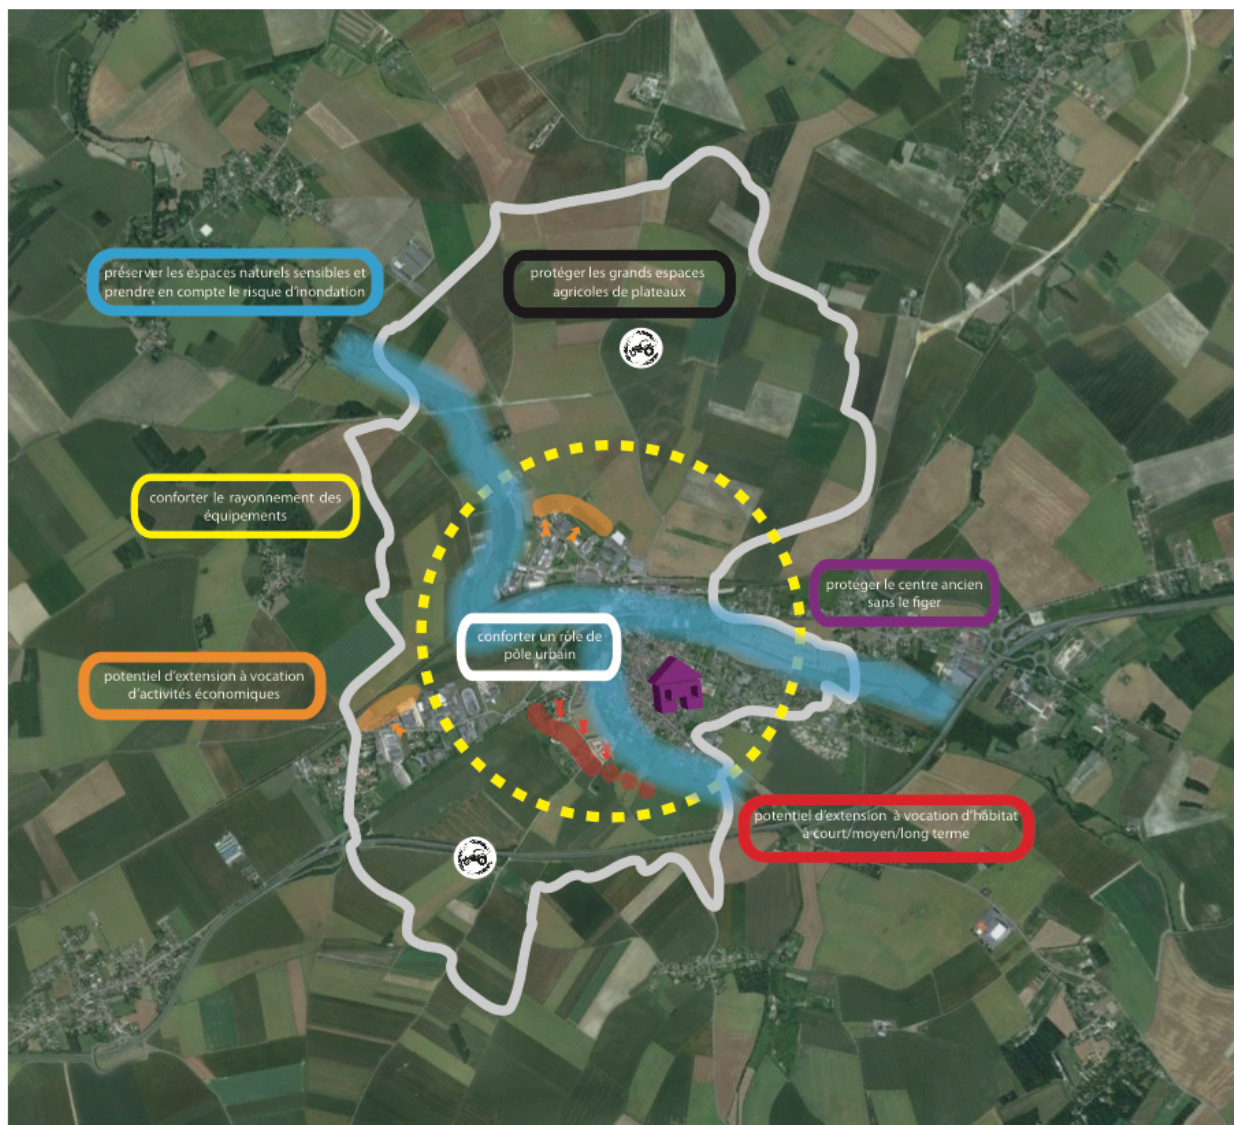 préserver les espaces naturels sensibles et
prendre en compte le risque d'inondation
protéger les grands espaces
agricoles de plateaux
conforter le rayonnement des
équipements
protéger le centre ancien
sans le figer
conforter un rôle de
pôle urbain
potentiel d'extension à vocation
d'activités économiques
potentiel d'extension à vocation d'habitat
à court/moyen/long terme